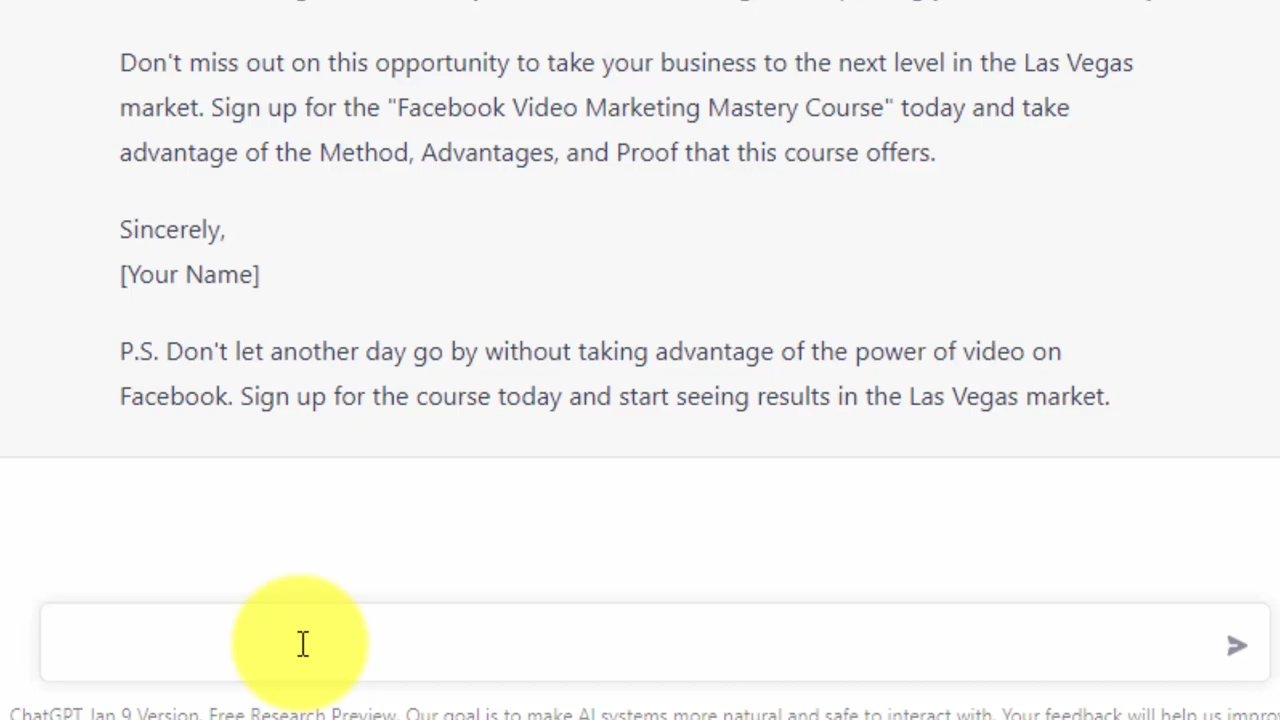 Don't miss out on this opportunity to take your business to the next level in the Las Vegas
market. Sign up for the "Facebook Video Marketing Mastery Course" today and take
advantage of the Method, Advantages, and Proof that this course offers.
Sincerely,
[Your Name]
P.S. Don't let another day go by without taking advantage of the power of video on
Facebook. Sign up for the course today and start seeing results in the Las Vegas market.
ChatGPT Jan 9 Version. Free Research Preview. Our goal is to make AI systems more natural and safe to interact with. Your feedback will help us impro